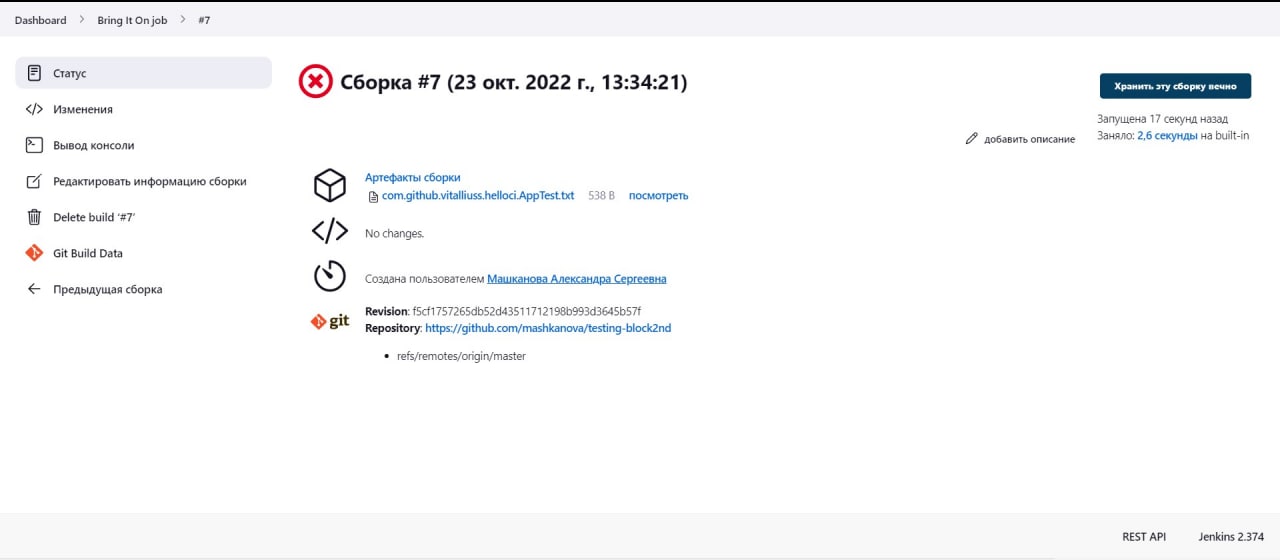 Dashboard > Bring It On job > #7
Статус
Изменения
Вывод консоли
Редактировать информацию сборки
Delete build '#7'
Git Build Data
Предыдущая сборка
Сборка #7 (23 окт. 2022 г., 13:34:21)
Хранить эту сборку вечно
Запущена 17 секунд назад
Заняло: 2,6 секунды на built-in
добавить описание
Артефакты сборки
com.github.vitalliuss.helloci.AppTest.txt 538 B посмотреть
No changes.
Создана пользователем Машканова Александра Сергеевна
git
Revision: f5cf1757265db52d43511712198b993d3645b57f
Repository: https://github.com/mashkanova/testing-block2nd
• refs/remotes/origin/master
REST API Jenkins 2.374